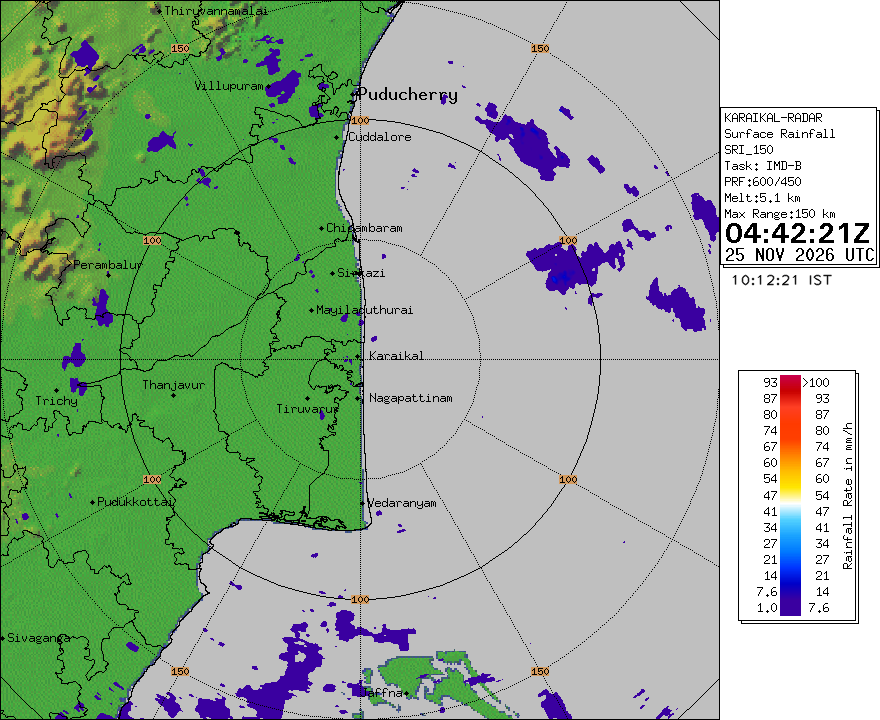 Thiruvannamalai
150
150
Villupuram
Puducherry
100
Cuddalore
KARAIKAL-RADAR
Surface Rainfall
SRI_150
Task: IMD-B
PRF:600/450
Melt:5.1 km
Max Range:150 km
04:42:21Z
25 NOV 2026 UTC
10:12:21 IST
Chidambaram
100
100
Perambalur
Sirkazi
Mayiladuthurai
Karaikal
Thanjavur
Trichy
Tiruvarur
Nagapattinam
93 >100
87 93
80 87
74 80
67 74
60 67
54 60
47 54
41 47
34 41
27 34
21 27
14 21
7.6 14
1.0 7.6
Rainfall Rate in mm/h
100
100
Pudukkottai
Vedaranyam
100
Sivaganga
150
150
Jaffna